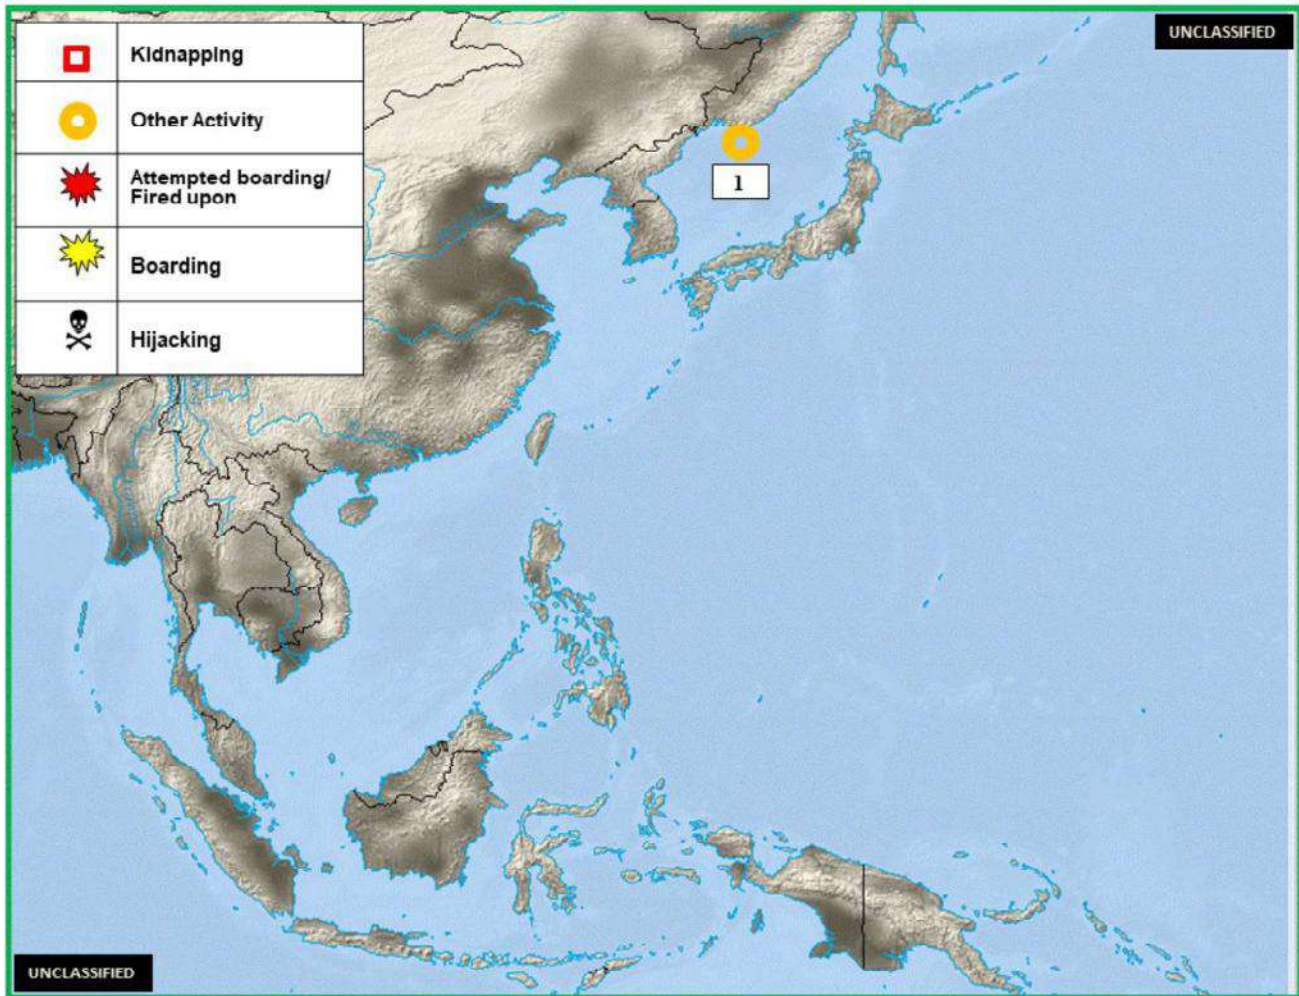 UNCLASSIFIED
Kidnapping
Other Activity
Attempted boarding/
Fired upon
Boarding
Hijacking
1
UNCLASSIFIED